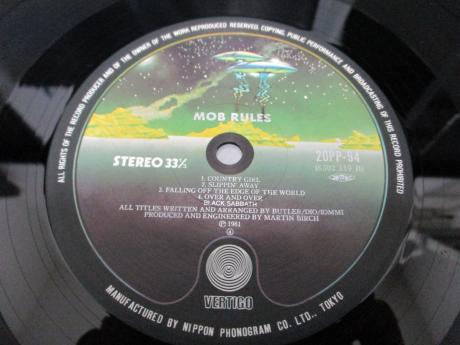 ALL RIGHTS OF THE RECORD PRODUCER AND OF THE OWNER OF THE WORK REPRODUCED RESERVED. COPYING, PUBLIC PERFORMANCE AND BROADCASTING OF THIS RECORD PROHIBITED
MOB RULES
STEREO 33⅓
20PP-94
1. COUNTRY GIRL
2. SLIPPIN' AWAY
3. FALLING OFF THE EDGE OF THE WORLD
4. OVER AND OVER
BLACK SABBATH
ALL TITLES WRITTEN AND ARRANGED BY BUTLER/DIO/IOMMI
PRODUCED AND ENGINEERED BY MARTIN BIRCH
℗ 1981
VERTIGO
MANUFACTURED BY NIPPON PHONOGRAM CO. LTD., TOKYO